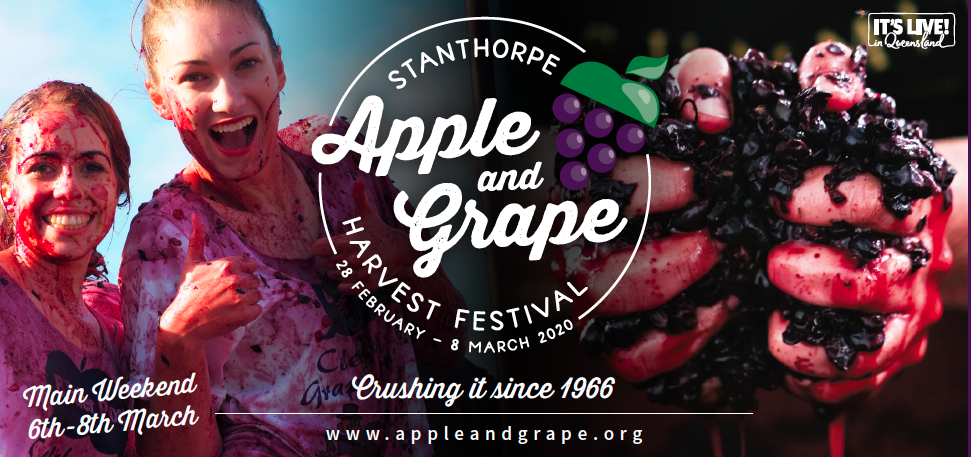 IT'S LIVE!
in Queensland
STANTHORPE
Apple
and
Grape
HARVEST FESTIVAL
28 FEBRUARY – 8 MARCH 2020
Main Weekend
6th-8th March
Crushing it since 1966
www.appleandgrape.org